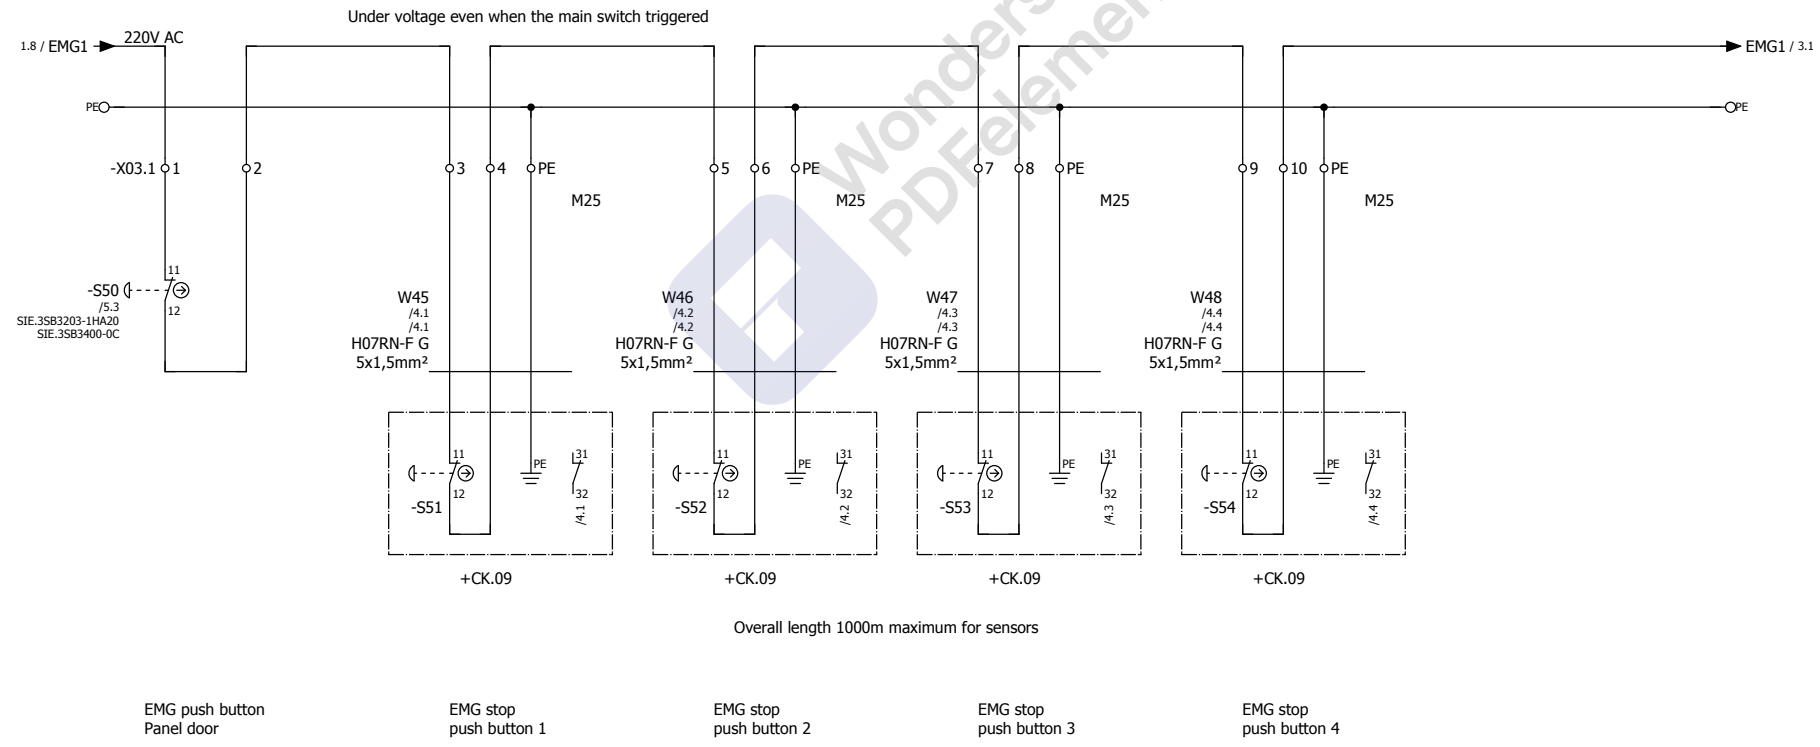 Under voltage even when the main switch triggered
1.8 / EMG1
220V AC
EMG1 / 3.1
PE
PE
-X03.1 1
2
3
4
PE
5
6
PE
7
8
PE
9
10
PE
M25
M25
M25
M25
-S50
/5.3
SIE.3SB3203-1HA20
SIE.3SB3400-0C
11
12
W45
/4.1
/4.1
H07RN-F G
5x1,5mm²
W46
/4.2
/4.2
H07RN-F G
5x1,5mm²
W47
/4.3
/4.3
H07RN-F G
5x1,5mm²
W48
/4.4
/4.4
H07RN-F G
5x1,5mm²
11
12
-S51
PE
31
32
/4.1
11
12
-S52
PE
31
32
/4.2
11
12
-S53
PE
31
32
/4.3
11
12
-S54
PE
31
32
/4.4
+CK.09
+CK.09
+CK.09
+CK.09
Overall length 1000m maximum for sensors
EMG push button
Panel door
EMG stop
push button 1
EMG stop
push button 2
EMG stop
push button 3
EMG stop
push button 4
Wonders
PDFelemen